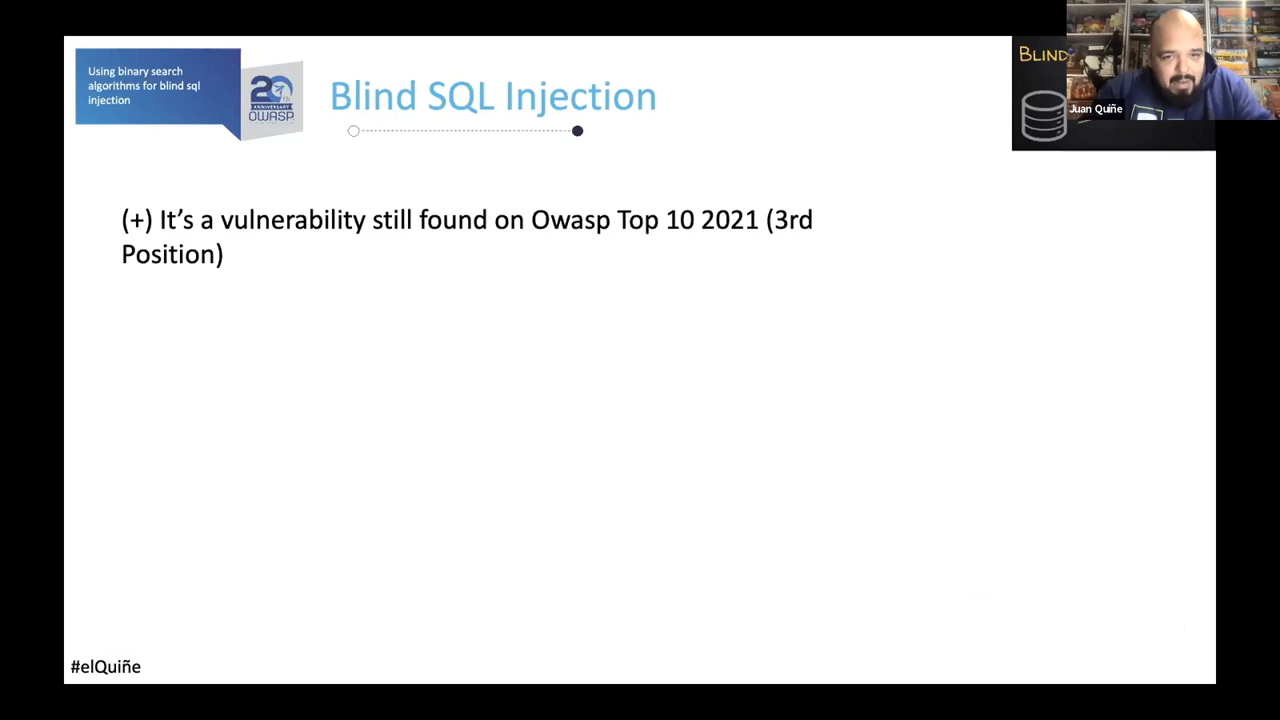 Using binary search
algorithms for blind sql
injection
20th
ANNIVERSARY
OWASP
Blind SQL Injection
BLIND
Juan Quiñe
(+) It’s a vulnerability still found on Owasp Top 10 2021 (3rd
Position)
#elQuiñe